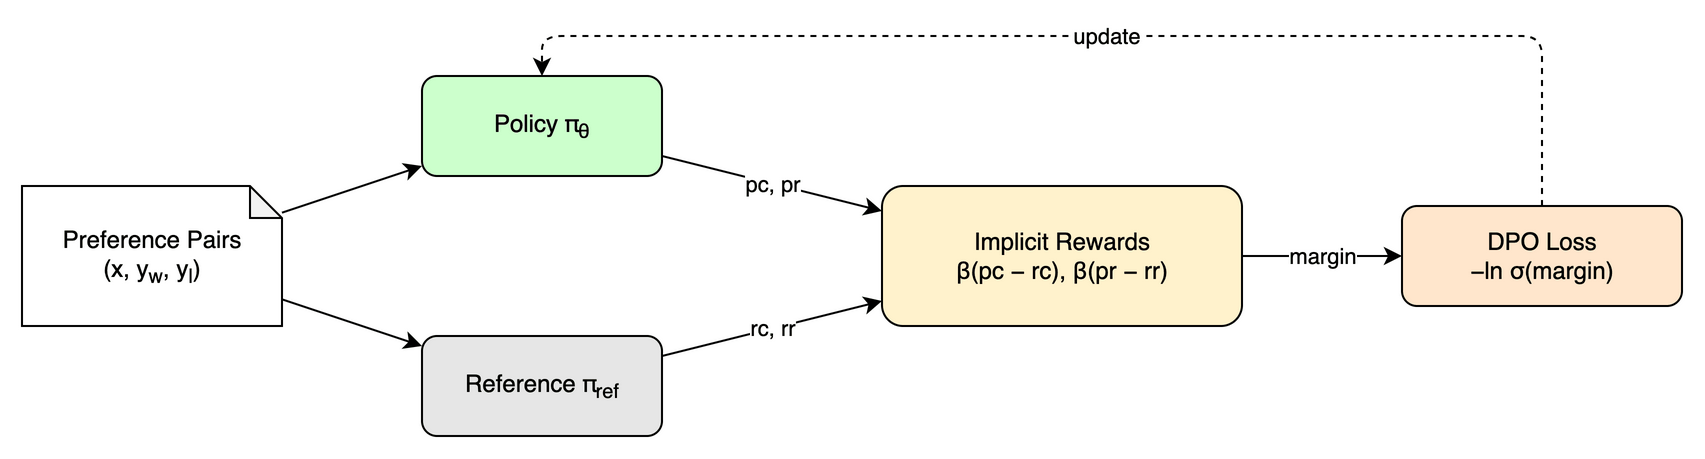 update
Policy πθ
pc, pr
Preference Pairs
(x, yw, yl)
Implicit Rewards
β(pc − rc), β(pr − rr)
margin
DPO Loss
−ln σ(margin)
rc, rr
Reference πref